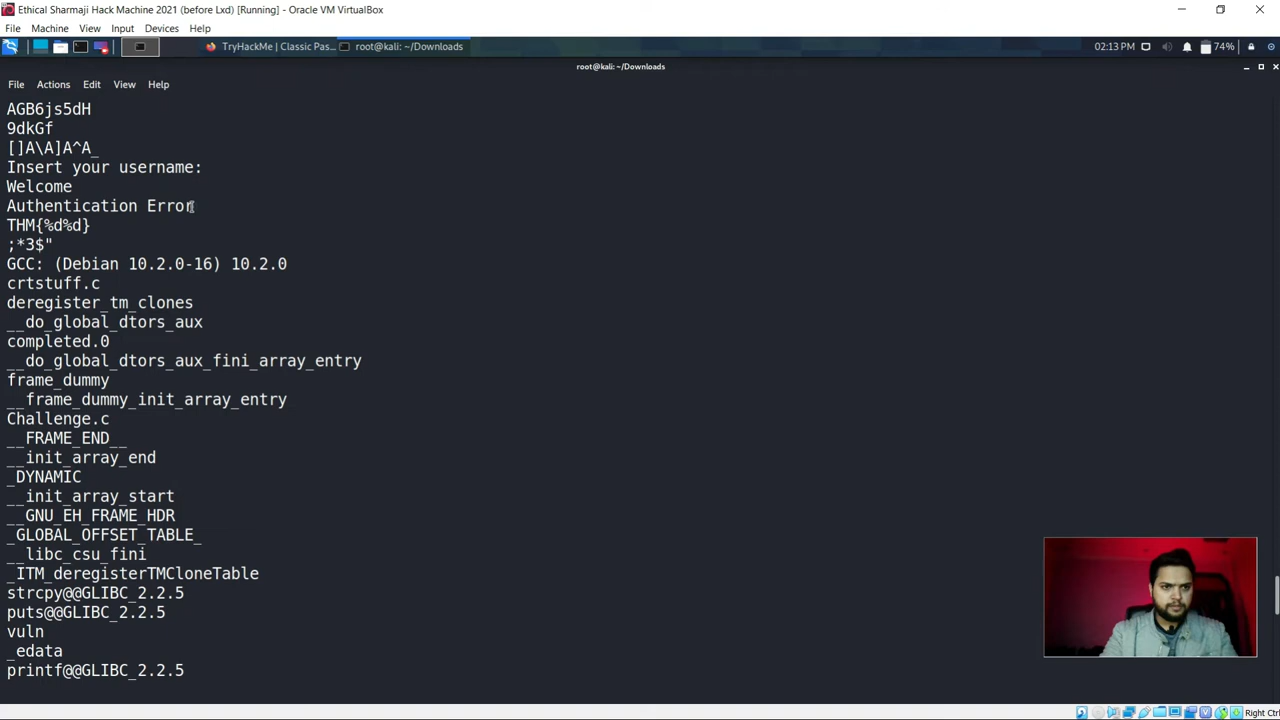 Ethical Sharmaji Hack Machine 2021 (before Lxd) [Running] - Oracle VM VirtualBox
File Machine View Input Devices Help
TryHackMe | Classic Pas... root@kali: ~/Downloads 02:13 PM 74%
root@kali: ~/Downloads
File Actions Edit View Help
AGB6js5dH
9dkGf
[]A\A]A^A_
Insert your username:
Welcome
Authentication Error
THM{%d%d}
;*3$"
GCC: (Debian 10.2.0-16) 10.2.0
crtstuff.c
deregister_tm_clones
__do_global_dtors_aux
completed.0
__do_global_dtors_aux_fini_array_entry
frame_dummy
__frame_dummy_init_array_entry
Challenge.c
__FRAME_END__
__init_array_end
_DYNAMIC
__init_array_start
__GNU_EH_FRAME_HDR
_GLOBAL_OFFSET_TABLE_
__libc_csu_fini
_ITM_deregisterTMCloneTable
strcpy@@GLIBC_2.2.5
puts@@GLIBC_2.2.5
vuln
_edata
printf@@GLIBC_2.2.5
Right Ctrl